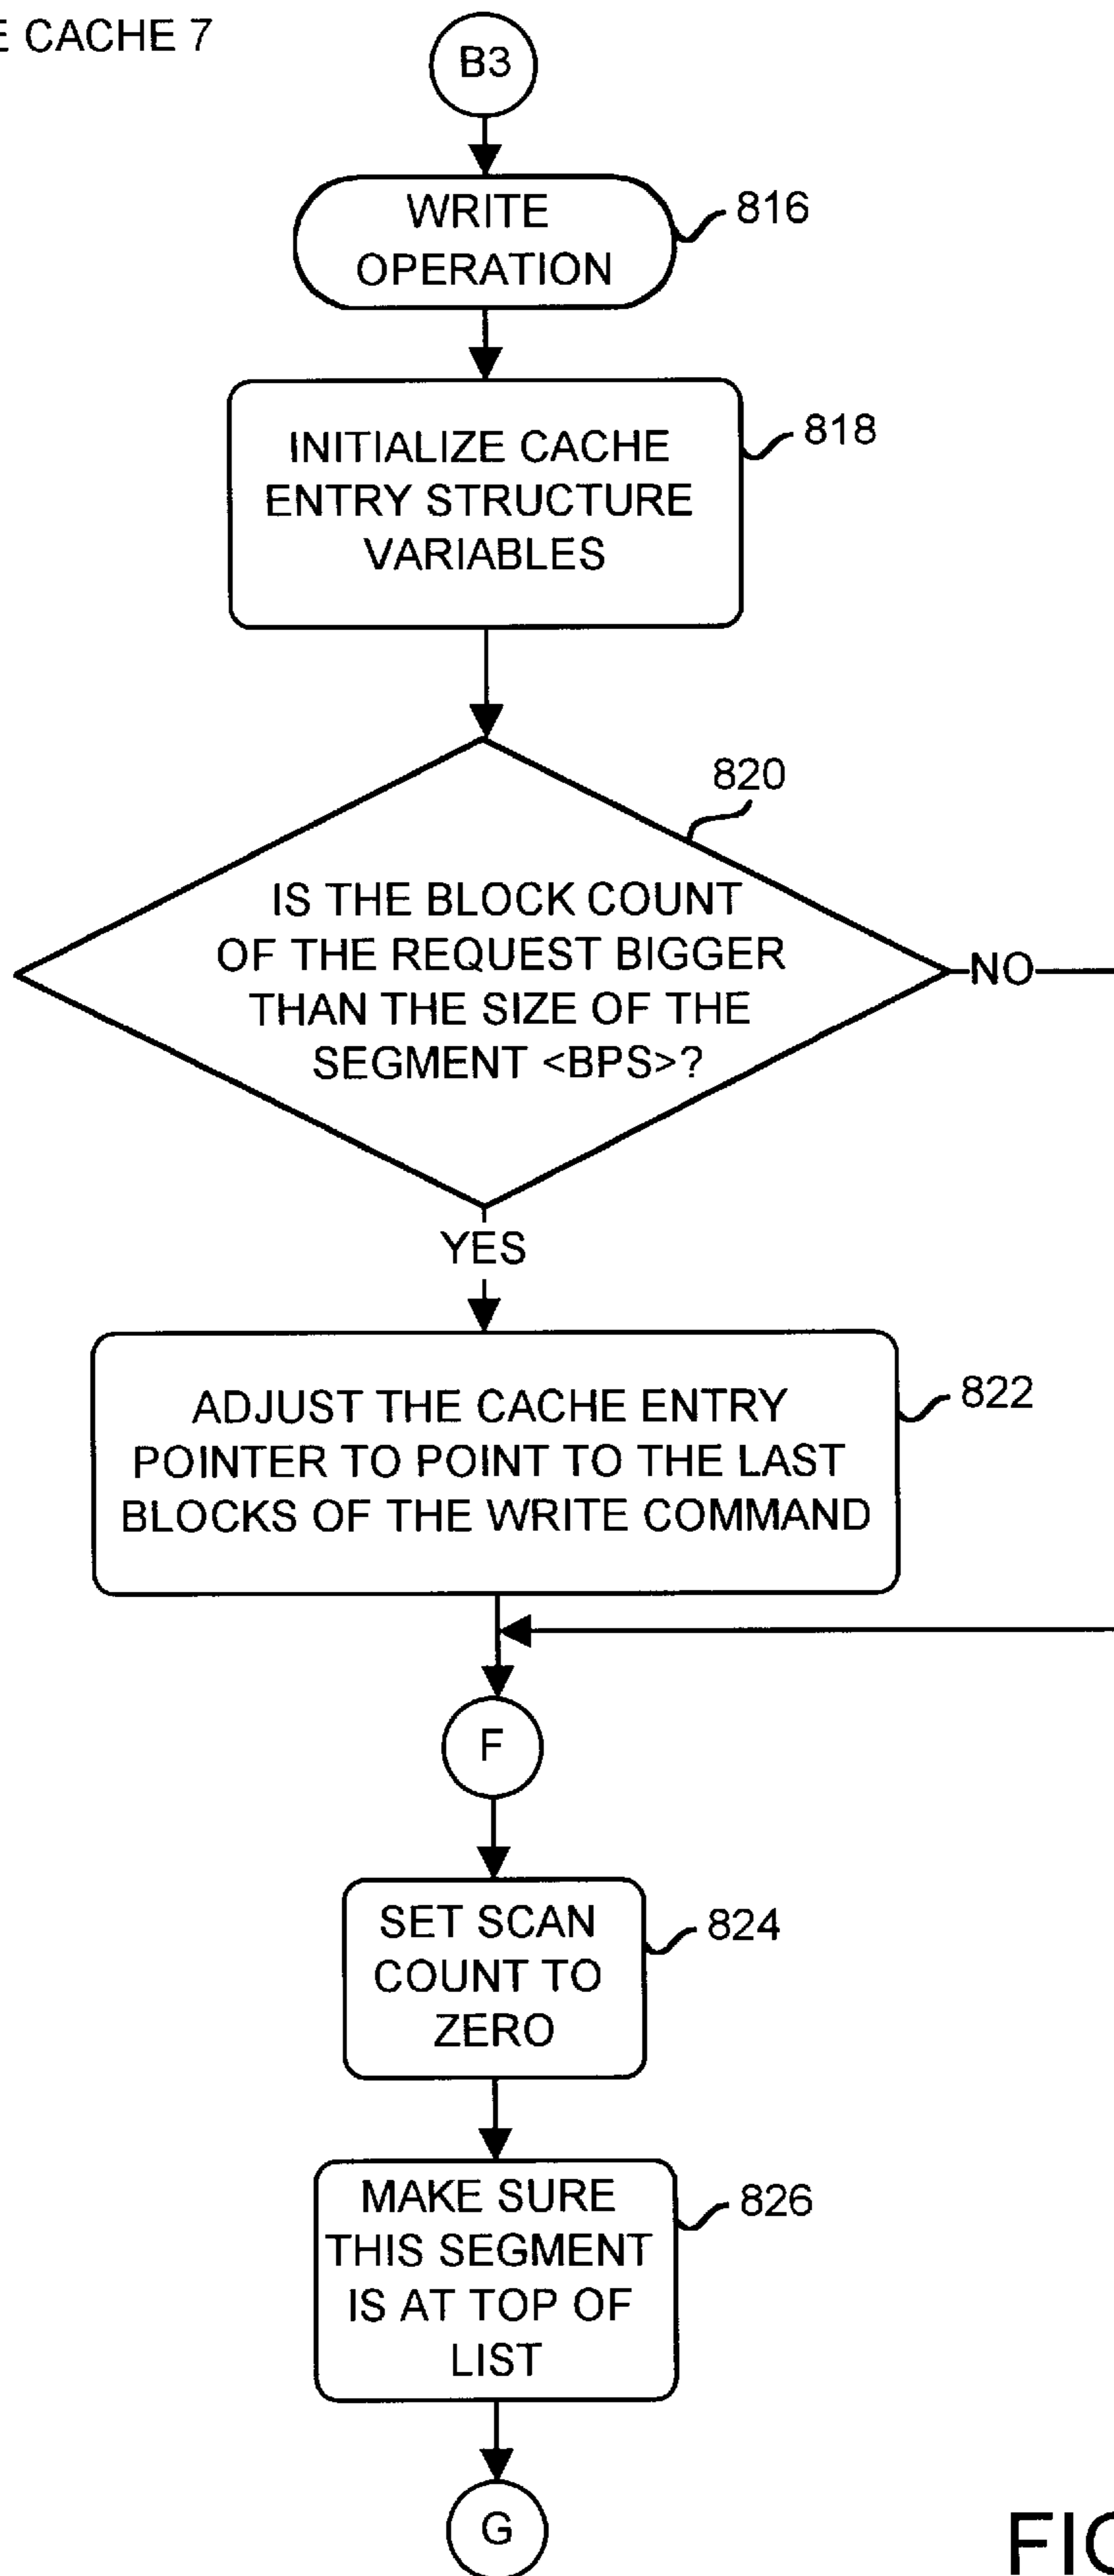 E CACHE 7
B3
WRITE
OPERATION
816
INITIALIZE CACHE
ENTRY STRUCTURE
VARIABLES
818
820
IS THE BLOCK COUNT
OF THE REQUEST BIGGER
THAN THE SIZE OF THE
SEGMENT <BPS>?
NO
YES
ADJUST THE CACHE ENTRY
POINTER TO POINT TO THE LAST
BLOCKS OF THE WRITE COMMAND
822
F
SET SCAN
COUNT TO
ZERO
824
MAKE SURE
THIS SEGMENT
IS AT TOP OF
LIST
826
G
FIG